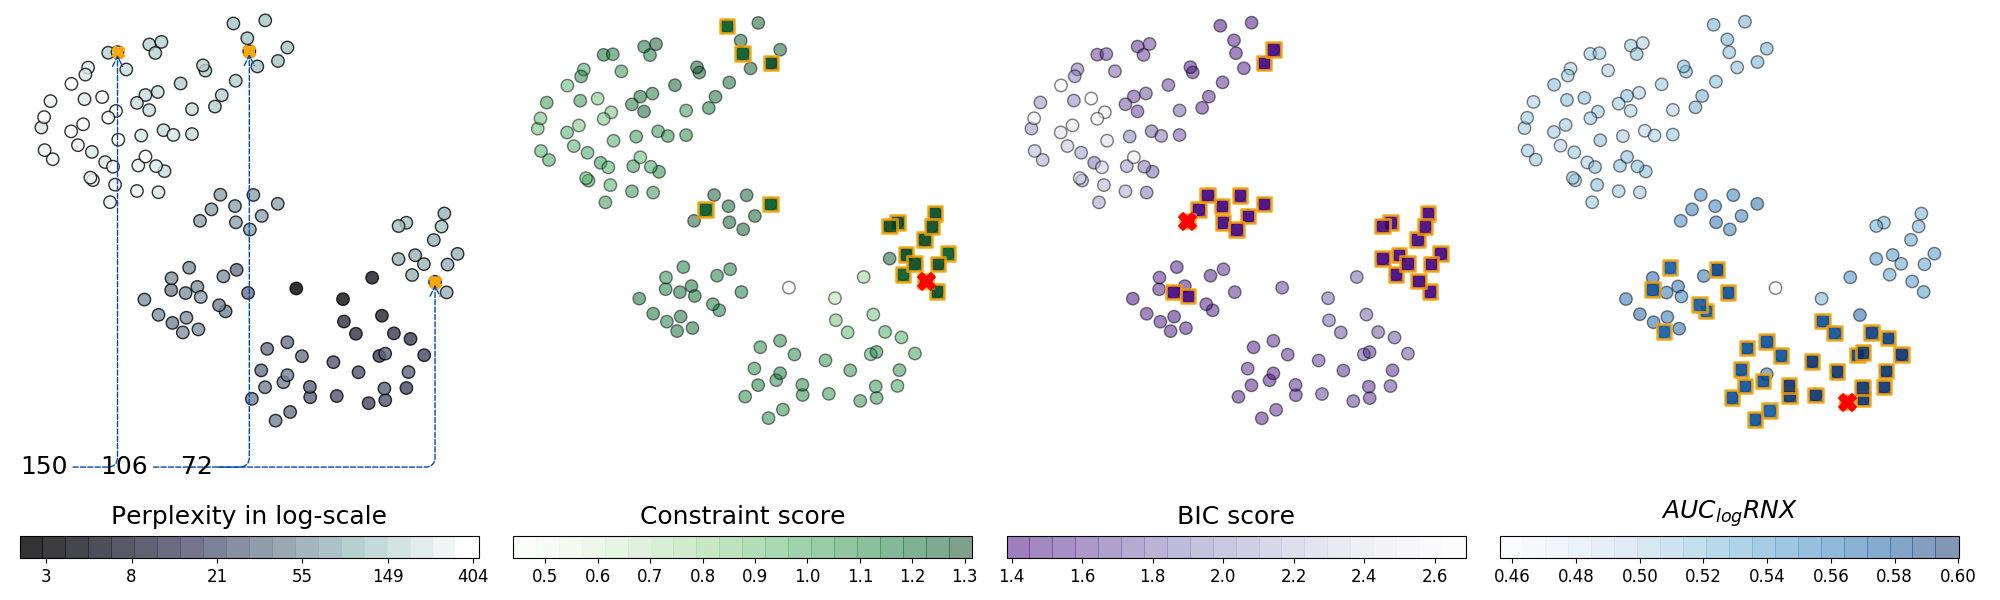 150 106 72
Perplexity in log-scale
3 8 21 55 149 404
Constraint score
0.5 0.6 0.7 0.8 0.9 1.0 1.1 1.2 1.3
BIC score
1.4 1.6 1.8 2.0 2.2 2.4 2.6
AUC_{log}RNX
0.46 0.48 0.50 0.52 0.54 0.56 0.58 0.60